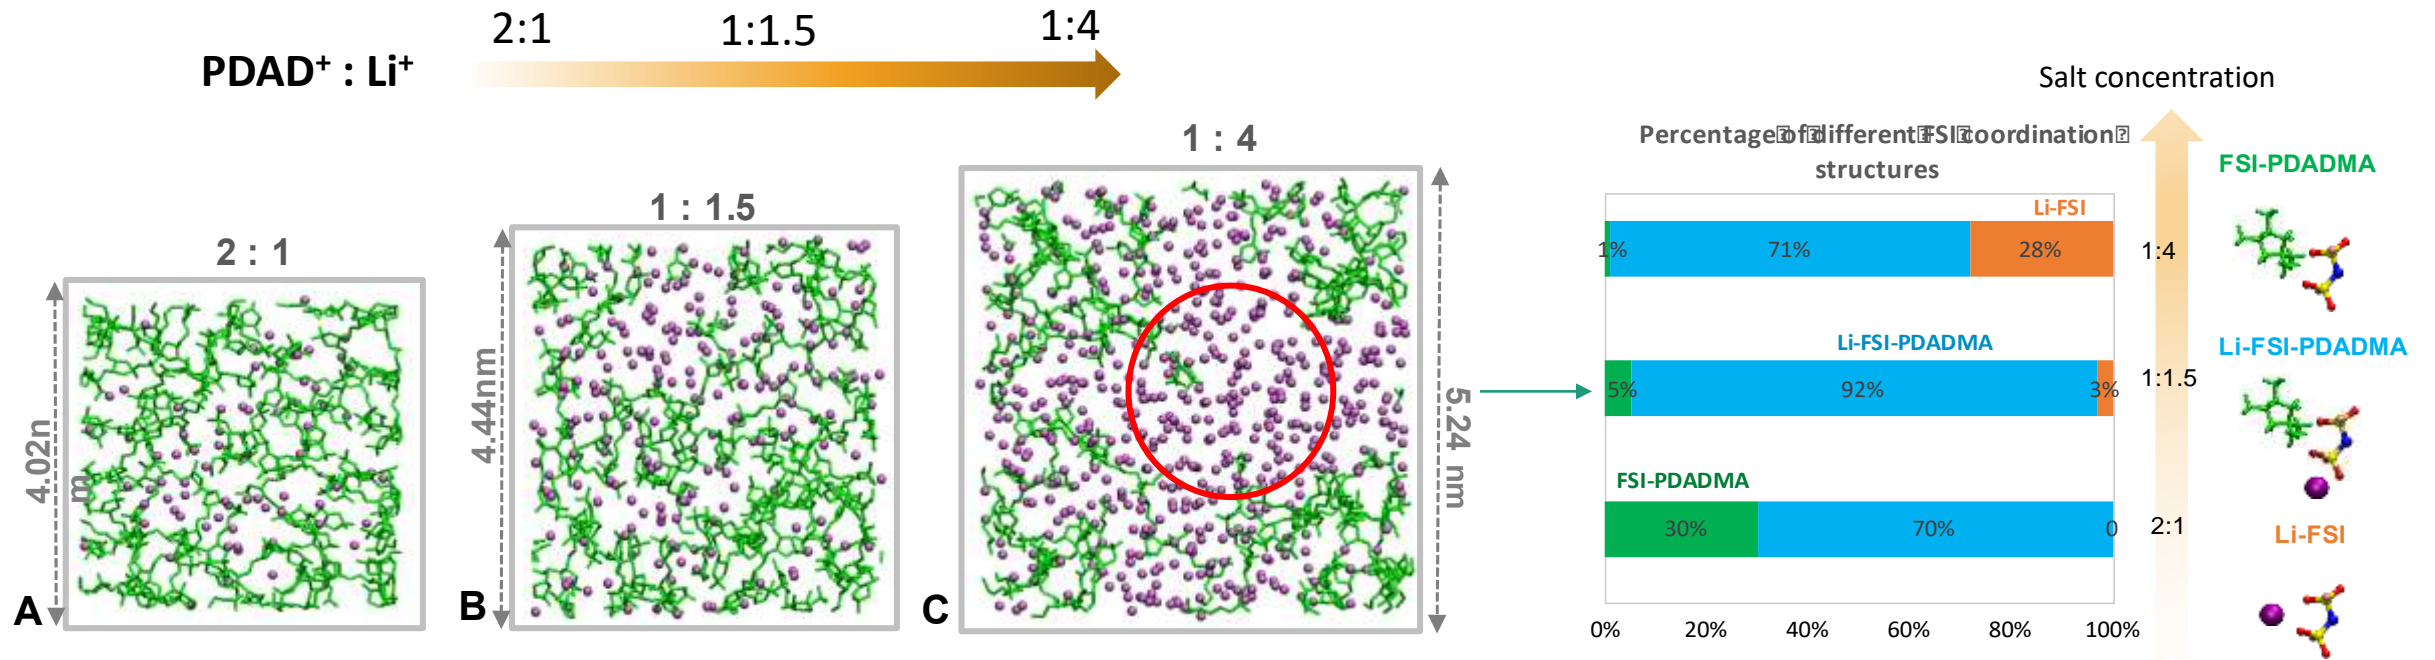 2:1
1:1.5
1:4
PDAD⁺ : Li⁺
Salt concentration
2 : 1
1 : 1.5
1 : 4
4.02n
m
4.44nm
5.24 nm
A
B
C
Percentage of different FSI coordination
structures
Li-FSI
1%
71%
28%
1:4
Li-FSI-PDADMA
5%
92%
3%
1:1.5
FSI-PDADMA
30%
70%
0
2:1
0%
20%
40%
60%
80%
100%
FSI-PDADMA
Li-FSI-PDADMA
Li-FSI